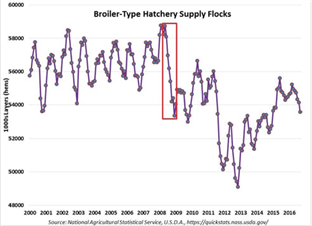 Broiler-Type Hatchery Supply Flocks
60000
58000
56000
54000
52000
50000
48000
1000s Layers (hens)
2000 2001 2002 2003 2004 2005 2006 2007 2008 2009 2010 2011 2012 2013 2014 2015 2016
Source: National Agricultural Statistical Service, U.S.D.A., https://quickstats.nass.usda.gov/